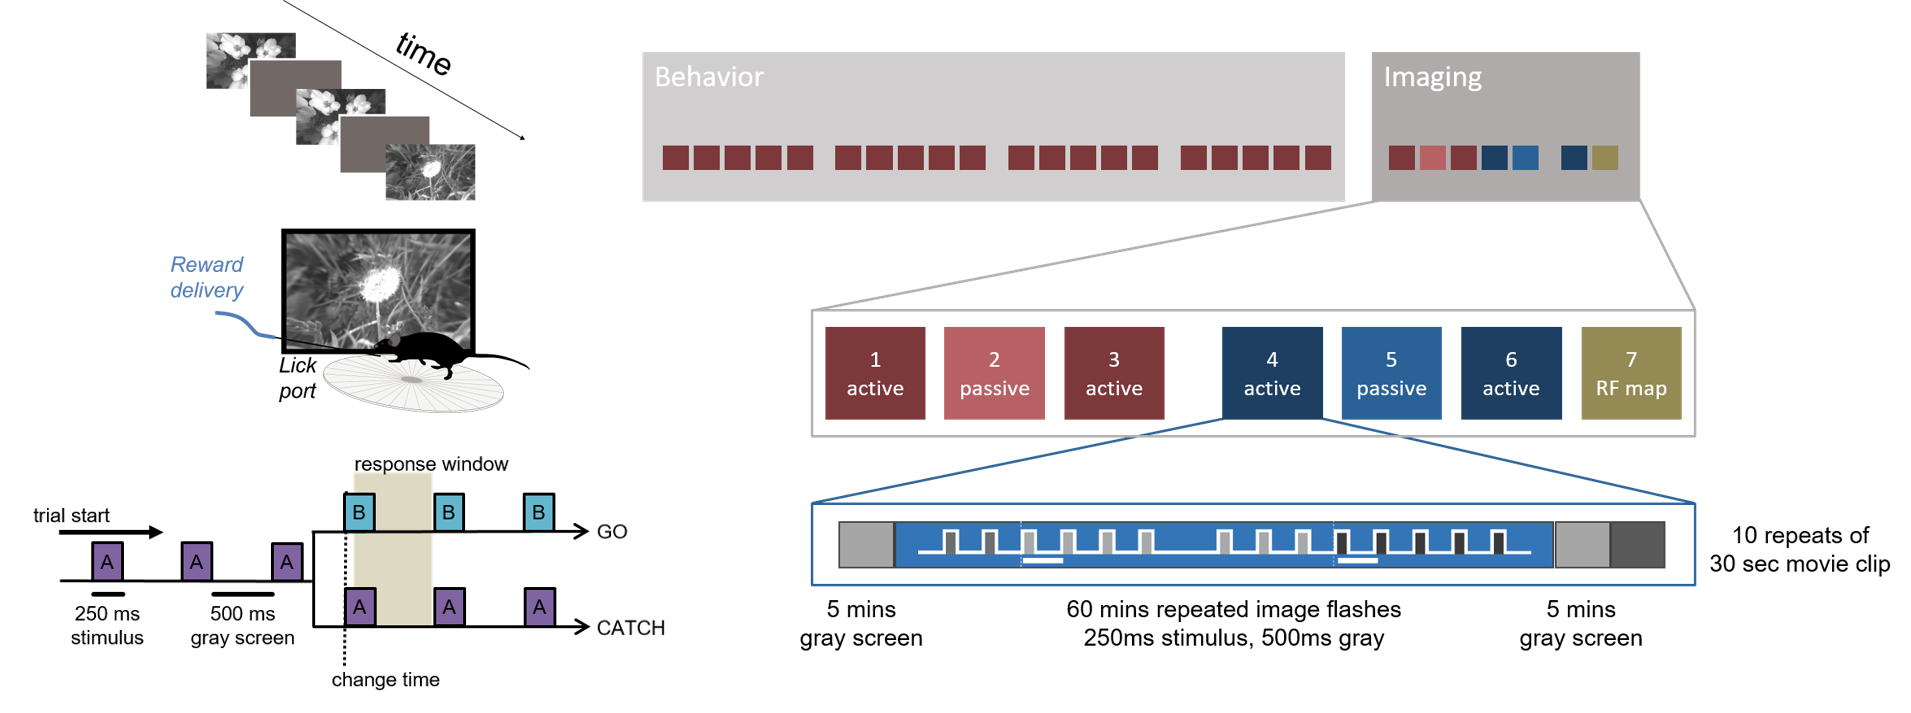 time
Reward
delivery
Lick
port
response window
trial start
A
A
A
B
B
B
GO
A
A
A
CATCH
250 ms
stimulus
500 ms
gray screen
change time
Behavior
Imaging
1
active
2
passive
3
active
4
active
5
passive
6
active
7
RF map
10 repeats of
30 sec movie clip
5 mins
gray screen
60 mins repeated image flashes
250ms stimulus, 500ms gray
5 mins
gray screen